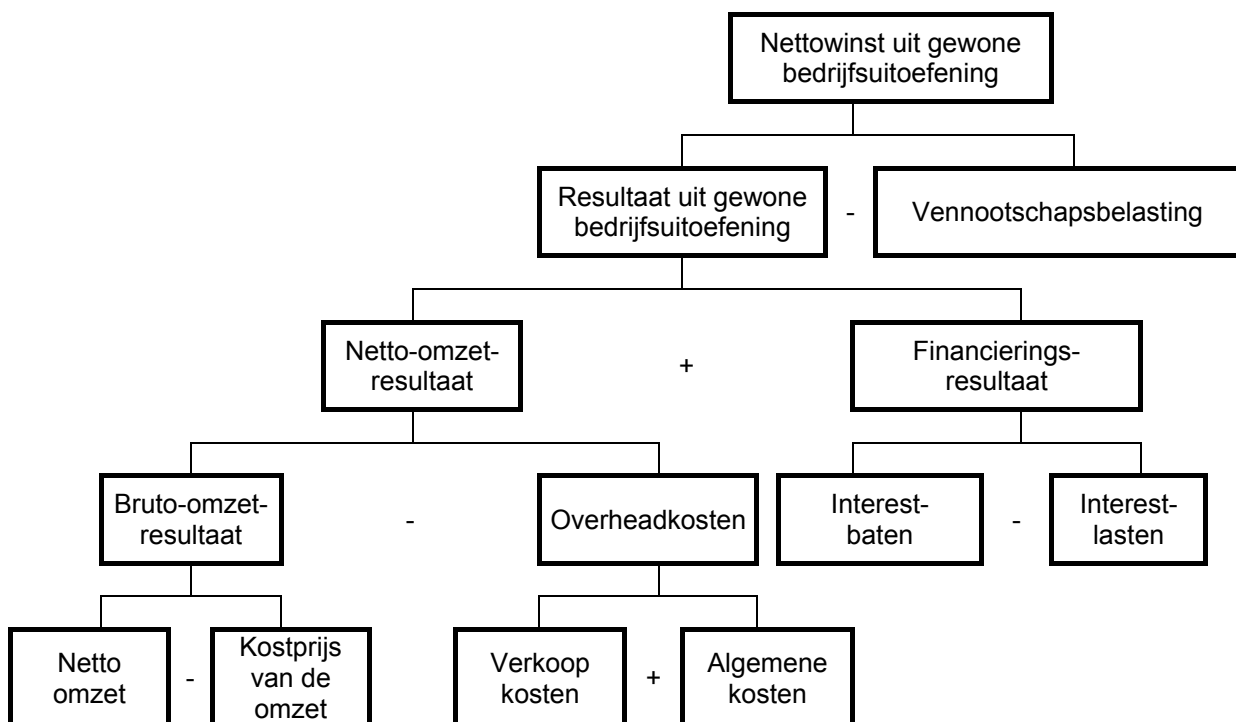 Nettowinst uit gewone
bedrijfsuitoefening
Resultaat uit gewone
bedrijfsuitoefening
-
Vennootschapsbelasting
Netto-omzet-
resultaat
+
Financierings-
resultaat
Bruto-omzet-
resultaat
-
Overheadkosten
Interest-
baten
-
Interest-
lasten
Netto
omzet
-
Kostprijs
van de
omzet
Verkoop
kosten
+
Algemene
kosten